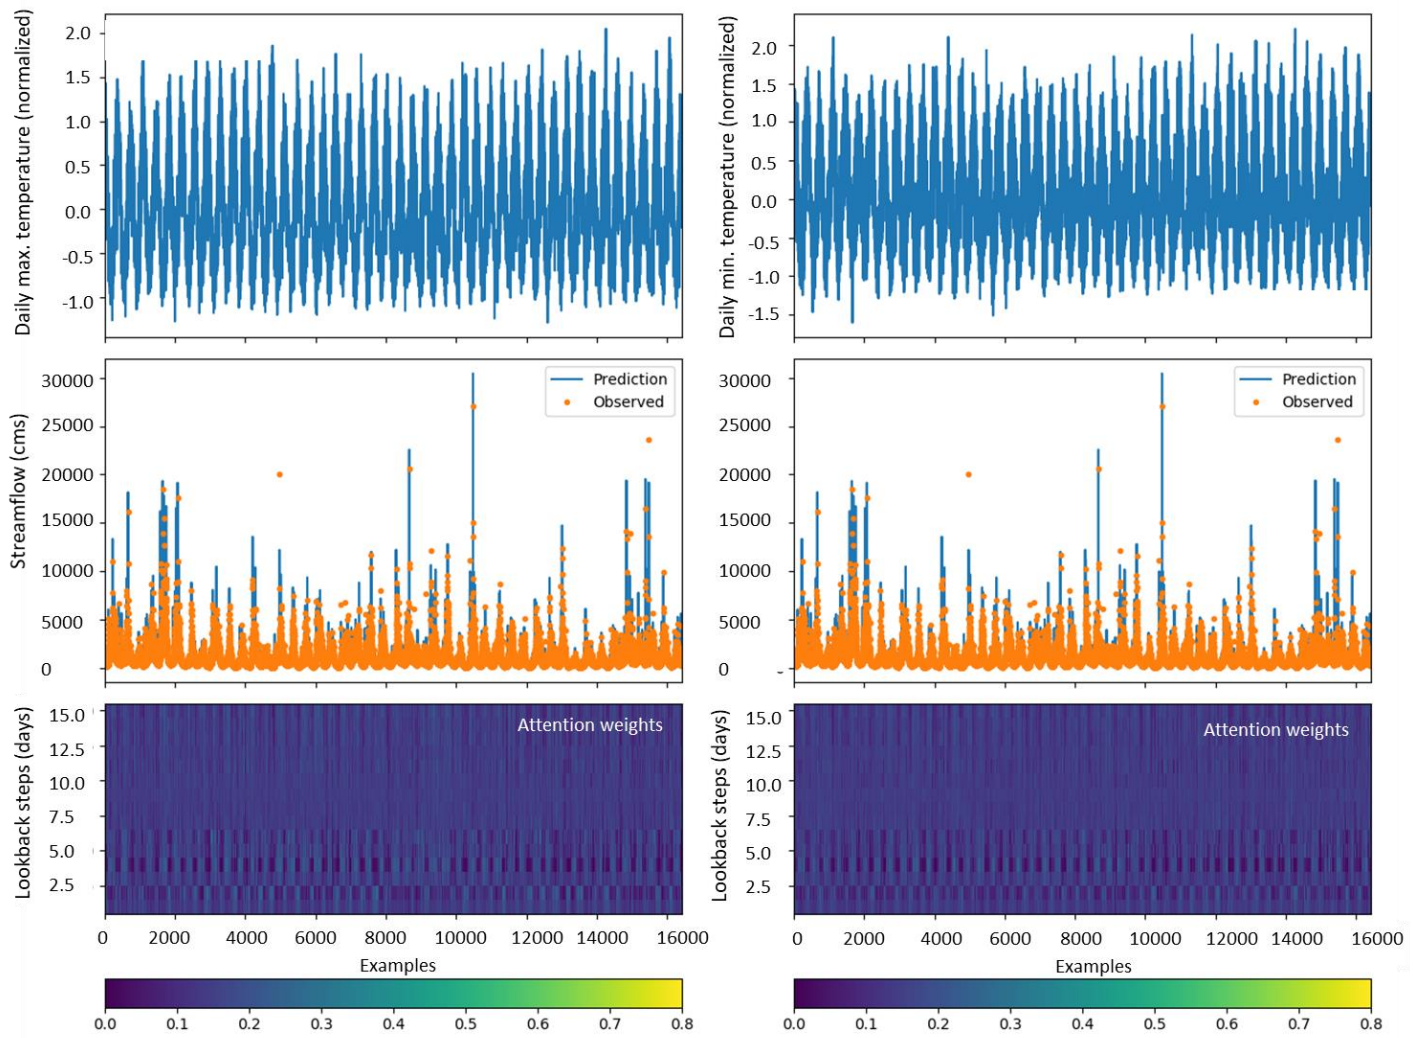 Daily max. temperature (normalized)
2.0
1.5
1.0
0.5
0.0
-0.5
-1.0
Daily min. temperature (normalized)
2.0
1.5
1.0
0.5
0.0
-0.5
-1.0
-1.5
Streamflow (cms)
30000
25000
20000
15000
10000
5000
0
Prediction
Observed
30000
25000
20000
15000
10000
5000
0
Prediction
Observed
Lookback steps (days)
15.0
12.5
10.0
7.5
5.0
2.5
Attention weights
0 2000 4000 6000 8000 10000 12000 14000 16000
Examples
Lookback steps (days)
15.0
12.5
10.0
7.5
5.0
2.5
Attention weights
0 2000 4000 6000 8000 10000 12000 14000 16000
Examples
0.0 0.1 0.2 0.3 0.4 0.5 0.6 0.7 0.8
0.0 0.1 0.2 0.3 0.4 0.5 0.6 0.7 0.8